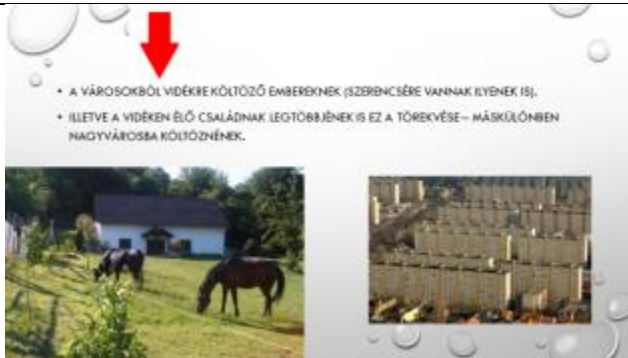 • A VÁROSOKBÓL VIDÉKRE KÖLTÖZŐ EMBEREKNEK (SZERENCSÉRE VANNAK ILYENEK IS).
• ILLETVE A VIDÉKEN ÉLŐ CSALÁDNAK LEGTÖBBJÉNEK IS EZ A TÖREKVÉSE – MÁSKÜLÖNBEN
NAGYVÁROSBA KÖLTÖZNÉNEK.